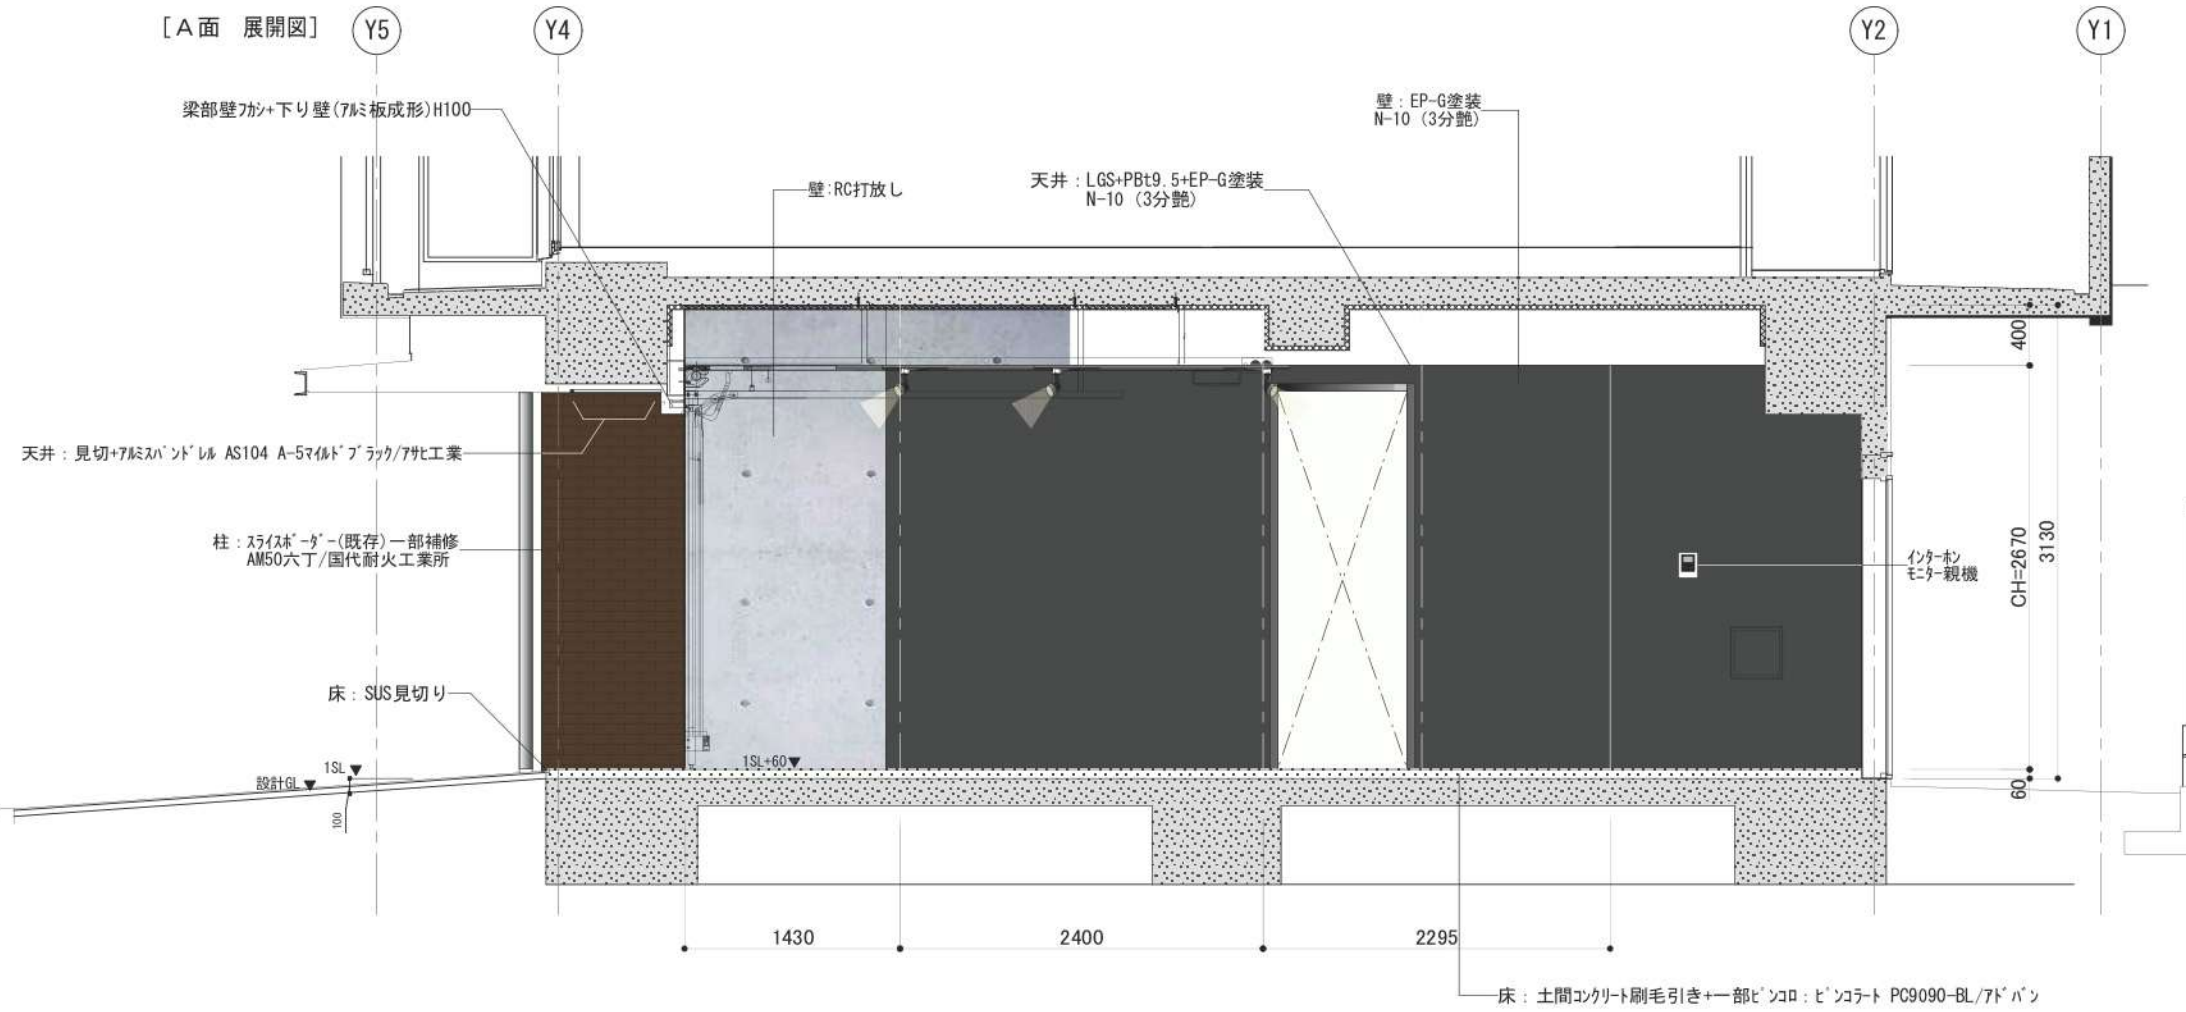 [A面 展開図]
Y5
Y4
Y2
Y1
梁部壁ﾌｶｼ+下り壁(ｱﾙﾐ板成形)H100
壁:RC打放し
天井：LGS+PBt9.5+EP-G塗装
N-10（3分艶）
壁：EP-G塗装
N-10（3分艶）
天井：見切+ｱﾙﾐｽﾊﾟﾝﾄﾞﾚﾙ AS104 A-5ﾏｲﾙﾄﾞﾌﾞﾗｯｸ/ｱｻﾋ工業
柱：ｽﾗｲｽﾎﾞｰﾀﾞｰ(既存)一部補修
AM50六丁/国代耐火工業所
床：SUS見切り
設計GL▼
1SL▼
100
1SL+60▼
ｲﾝﾀｰﾎﾝ
ﾓﾆﾀｰ親機
400
CH=2670
3130
60
1430
2400
2295
床：土間ｺﾝｸﾘｰﾄ刷毛引き+一部ﾋﾟﾝｺﾛ：ﾋﾟﾝｺﾗｰﾄ PC9090-BL/ｱﾄﾞﾊﾞﾝ